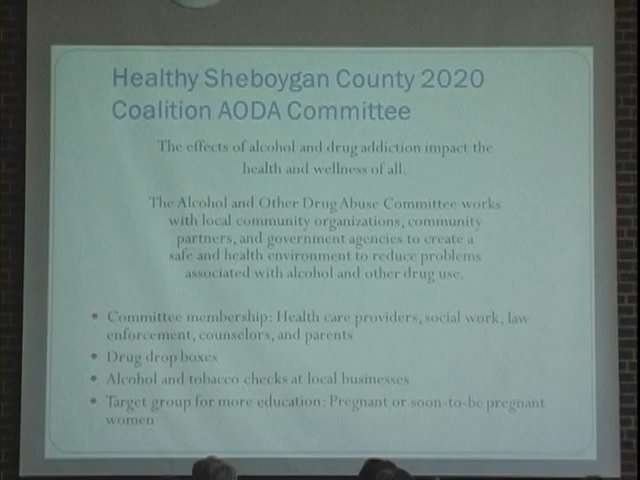 Healthy Sheboygan County 2020
Coalition AODA Committee
The effects of alcohol and drug addiction impact the
health and wellness of all.
The Alcohol and Other Drug Abuse Committee works
with local community organizations, community
partners, and government agencies to create a
safe and health environment to reduce problems
associated with alcohol and other drug use.
• Committee membership: Health care providers, social work, law
enforcement, counselors, and parents
• Drug drop boxes
• Alcohol and tobacco checks at local businesses
• Target group for more education: Pregnant or soon-to-be pregnant
women